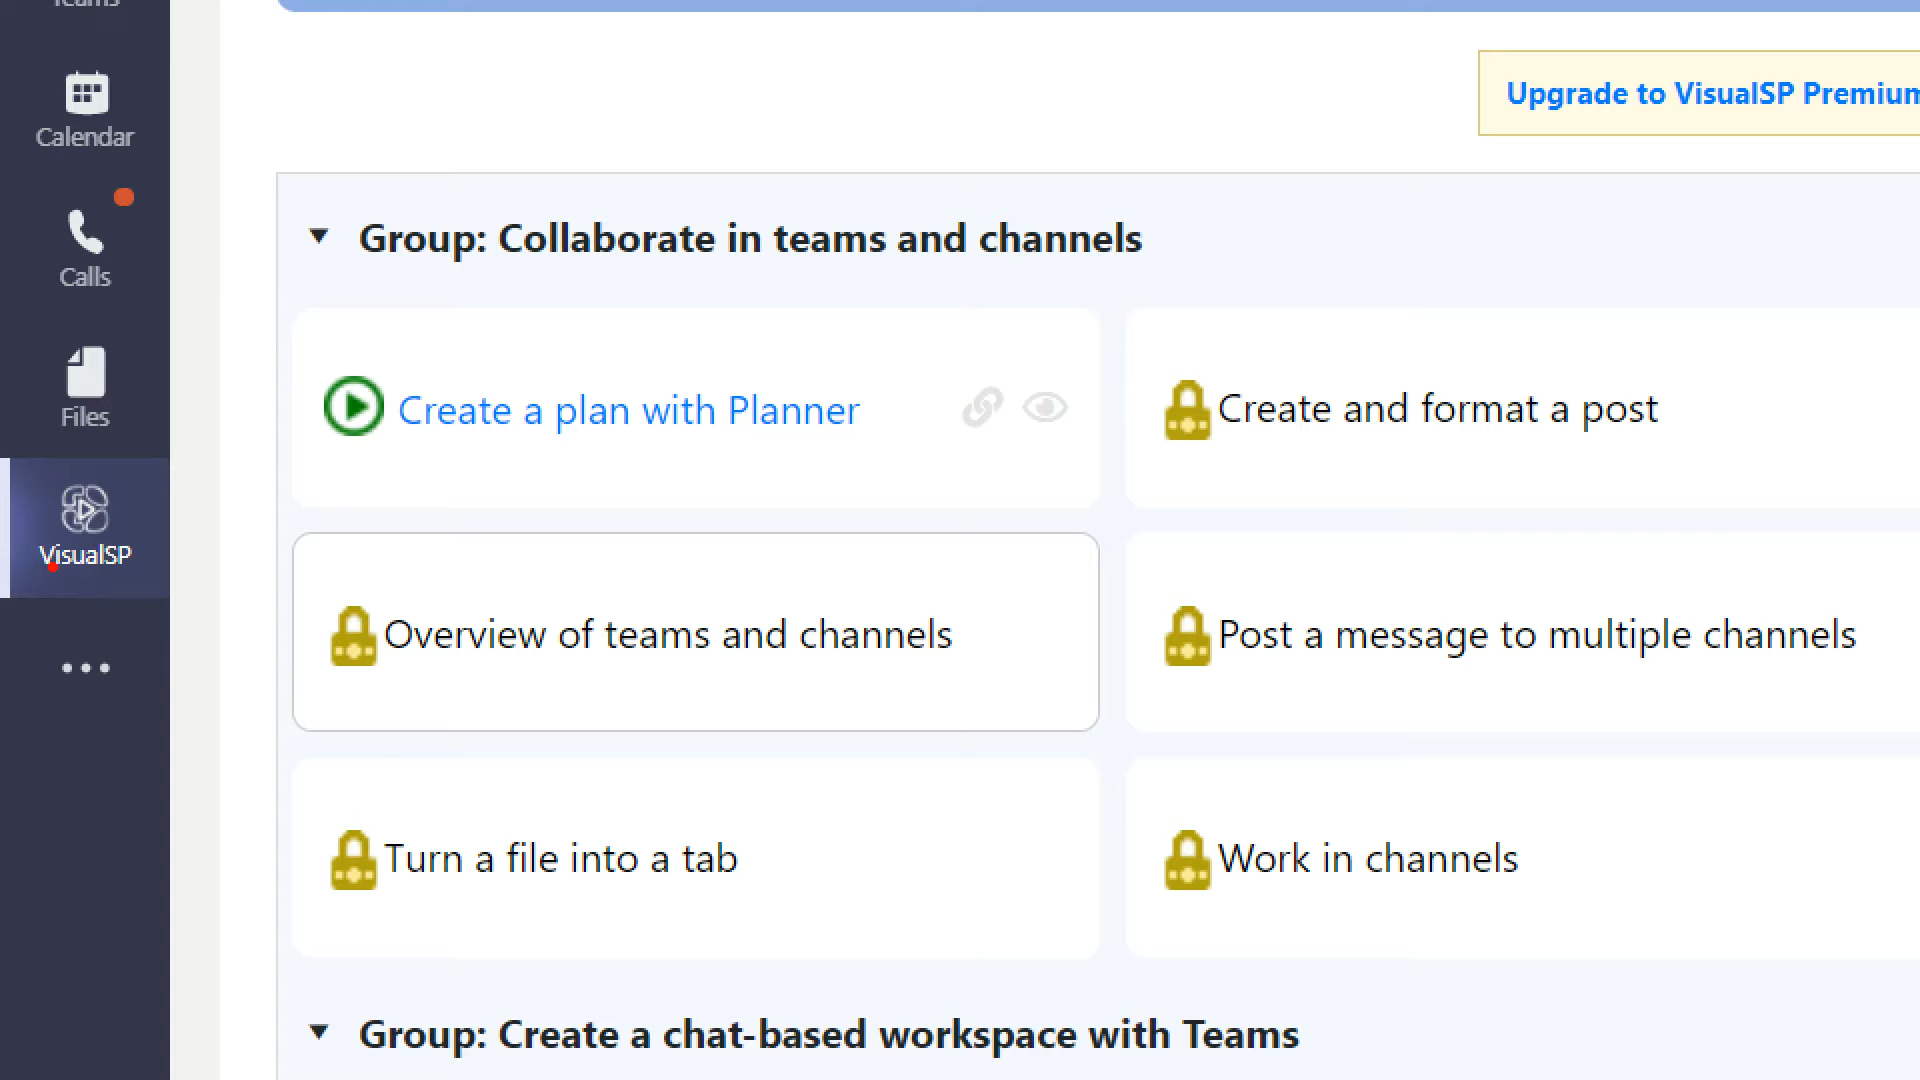 Teams
Calendar
Calls
Files
VisualSP
Upgrade to VisualSP Premium
Group: Collaborate in teams and channels
Create a plan with Planner
Create and format a post
Overview of teams and channels
Post a message to multiple channels
Turn a file into a tab
Work in channels
Group: Create a chat-based workspace with Teams